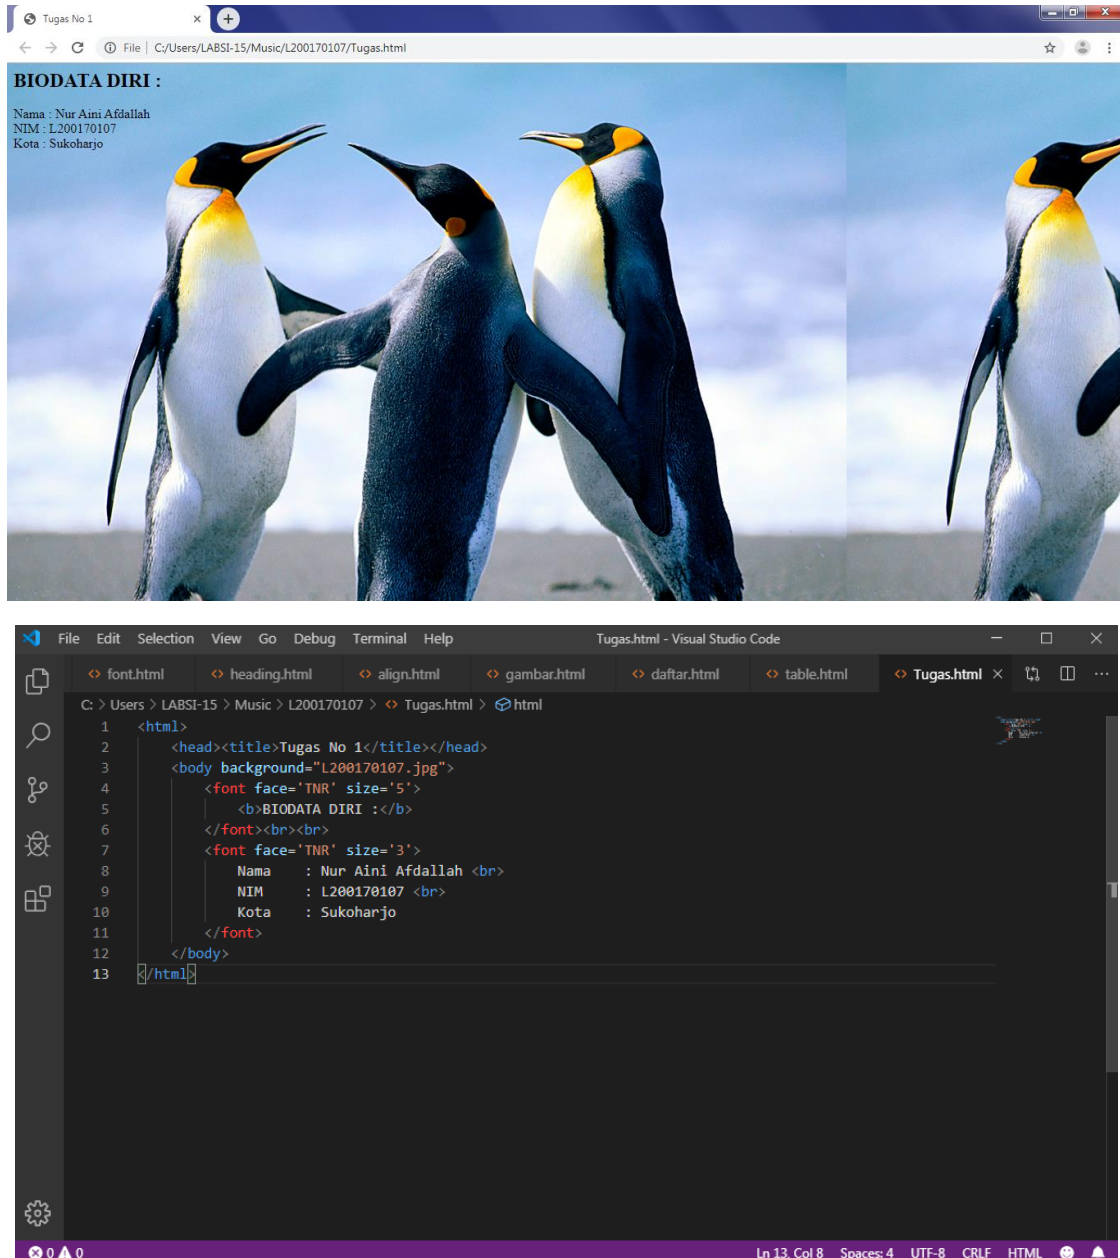 Tugas No 1
File | C:/Users/LABSI-15/Music/L200170107/Tugas.html
BIODATA DIRI :
Nama : Nur Aini Afdallah
NIM : L200170107
Kota : Sukoharjo
File Edit Selection View Go Debug Terminal Help Tugas.html - Visual Studio Code
font.html heading.html align.html gambar.html daftar.html table.html Tugas.html
C: > Users > LABSI-15 > Music > L200170107 > Tugas.html > html
1 <html>
2 <head><title>Tugas No 1</title></head>
3 <body background="L200170107.jpg">
4 <font face='TNR' size='5'>
5 <b>BIODATA DIRI :</b>
6 </font><br><br>
7 <font face='TNR' size='3'>
8 Nama : Nur Aini Afdallah <br>
9 NIM : L200170107 <br>
10 Kota : Sukoharjo
11 </font>
12 </body>
13 </html>
0 0 Ln 13, Col 8 Spaces: 4 UTF-8 CRLF HTML